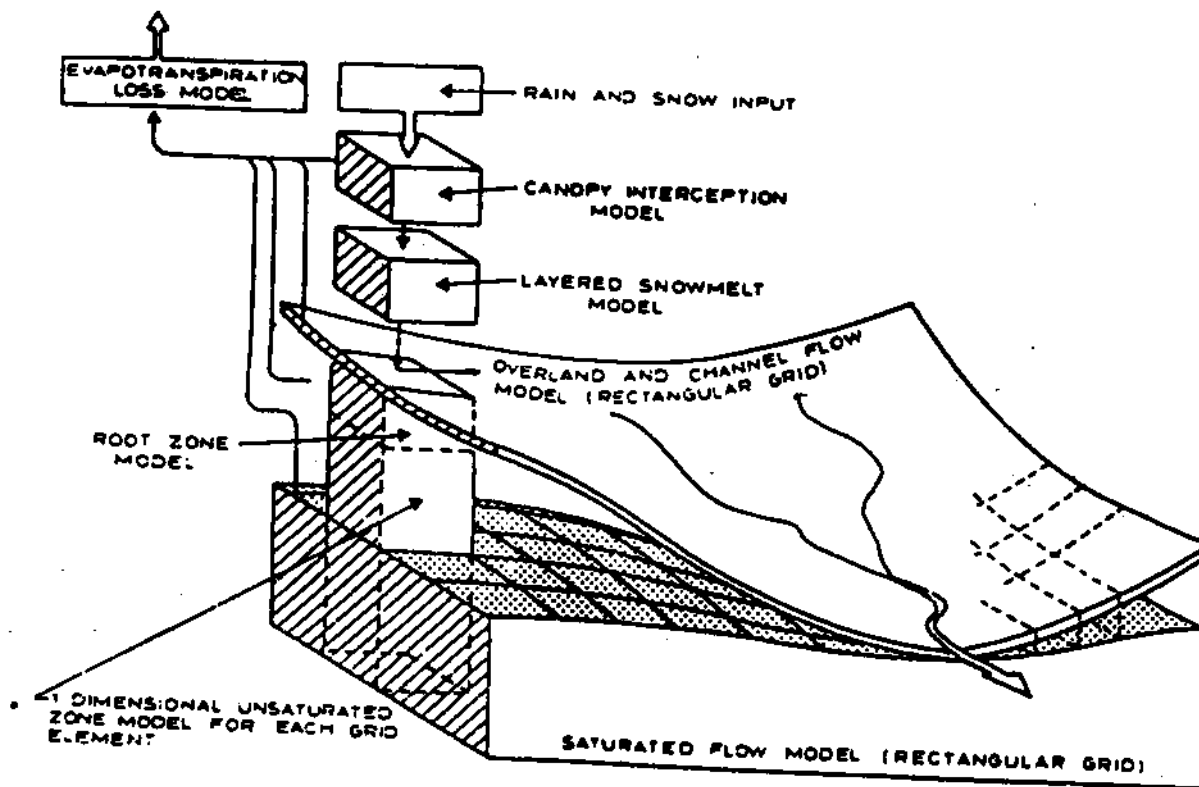 EVAPOTRANSPIRATION
LOSS MODEL
RAIN AND SNOW INPUT
CANOPY INTERCEPTION
MODEL
LAYERED SNOWMELT
MODEL
OVERLAND AND CHANNEL FLOW
MODEL (RECTANGULAR GRID)
ROOT ZONE
MODEL
1 DIMENSIONAL UNSATURATED
ZONE MODEL FOR EACH GRID
ELEMENT
SATURATED FLOW MODEL (RECTANGULAR GRID)